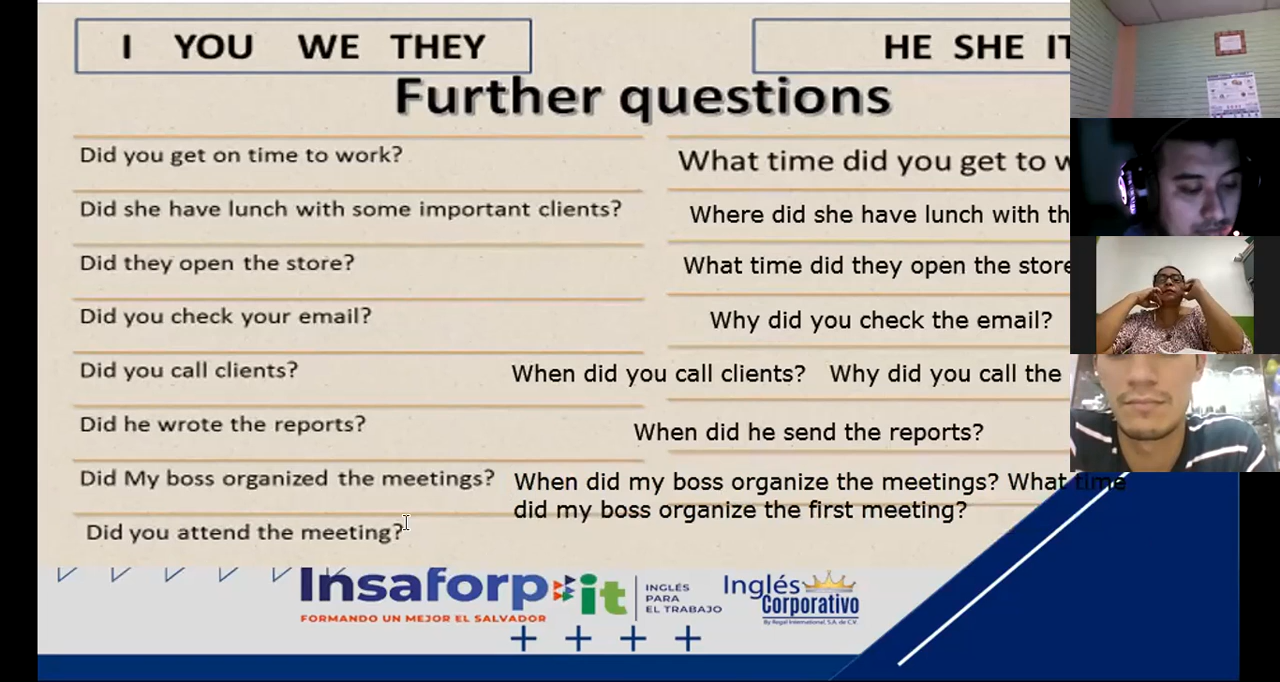 I YOU WE THEY
HE SHE IT
Further questions
Did you get on time to work?
What time did you get to
Did she have lunch with some important clients?
Where did she have lunch with
Did they open the store?
What time did they open the store
Did you check your email?
Why did you check the email?
Did you call clients?
When did you call clients? Why did you call the
Did he wrote the reports?
When did he send the reports?
Did My boss organized the meetings?
When did my boss organize the meetings? What time
did my boss organize the first meeting?
Did you attend the meeting?
Insaforp it
FORMANDO UN MEJOR EL SALVADOR
INGLÉS
PARA
EL TRABAJO
Inglés
Corporativo
By Regal International, S.A. de C.V.